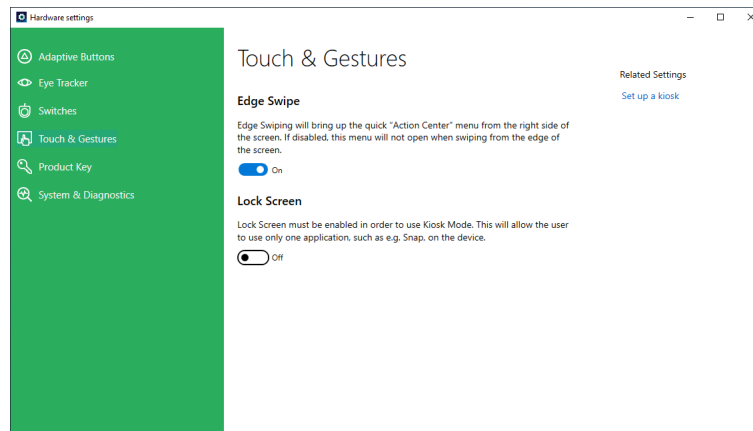 Hardware settings
Adaptive Buttons
Eye Tracker
Switches
Touch & Gestures
Product Key
System & Diagnostics
Touch & Gestures
Edge Swipe
Edge Swiping will bring up the quick “Action Center” menu from the right side of
the screen. If disabled, this menu will not open when swiping from the edge of
the screen.
On
Lock Screen
Lock Screen must be enabled in order to use Kiosk Mode. This will allow the user
to use only one application, such as e.g. Snap, on the device.
Off
Related Settings
Set up a kiosk